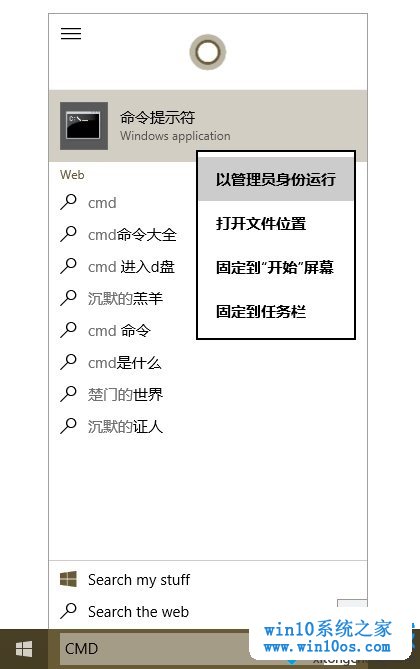 命令提示符
Windows application
以管理员身份运行
打开文件位置
固定到"开始"屏幕
固定到任务栏
Web
cmd
cmd命令大全
cmd 进入d盘
沉默的羔羊
cmd 命令
cmd是什么
楚门的世界
沉默的证人
Search my stuff
Search the web
CMD
win10系统之家
www.win10os.com